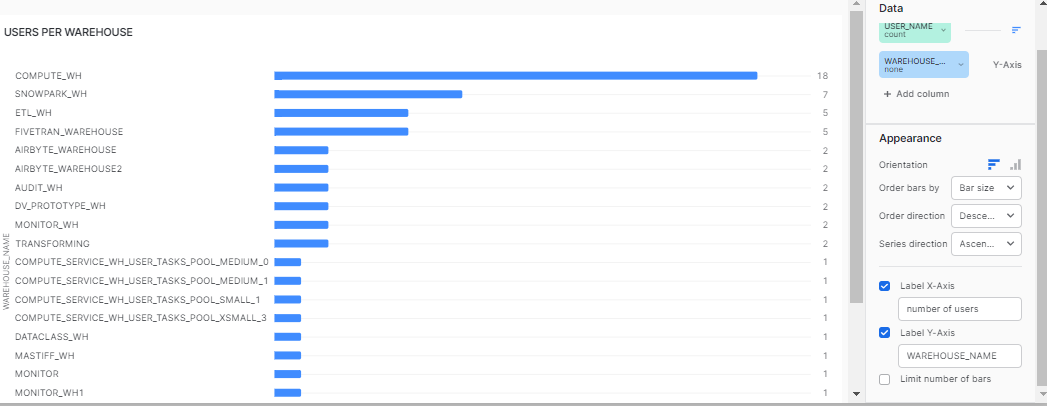 USERS PER WAREHOUSE
COMPUTE_WH 18
SNOWPARK_WH 7
ETL_WH 5
FIVETRAN_WAREHOUSE 5
AIRBYTE_WAREHOUSE 2
AIRBYTE_WAREHOUSE2 2
AUDIT_WH 2
DV_PROTOTYPE_WH 2
MONITOR_WH 2
TRANSFORMING 2
COMPUTE_SERVICE_WH_USER_TASKS_POOL_MEDIUM_0 1
COMPUTE_SERVICE_WH_USER_TASKS_POOL_MEDIUM_1 1
COMPUTE_SERVICE_WH_USER_TASKS_POOL_SMALL_1 1
COMPUTE_SERVICE_WH_USER_TASKS_POOL_XSMALL_3 1
DATACLASS_WH 1
MASTIFF_WH 1
MONITOR 1
MONITOR_WH1 1
WAREHOUSE_NAME
Data
USER_NAME
count
WAREHOUSE_...
none
Y-Axis
+ Add column
Appearance
Orientation
Order bars by Bar size
Order direction Desce...
Series direction Ascen...
Label X-Axis
number of users
Label Y-Axis
WAREHOUSE_NAME
Limit number of bars